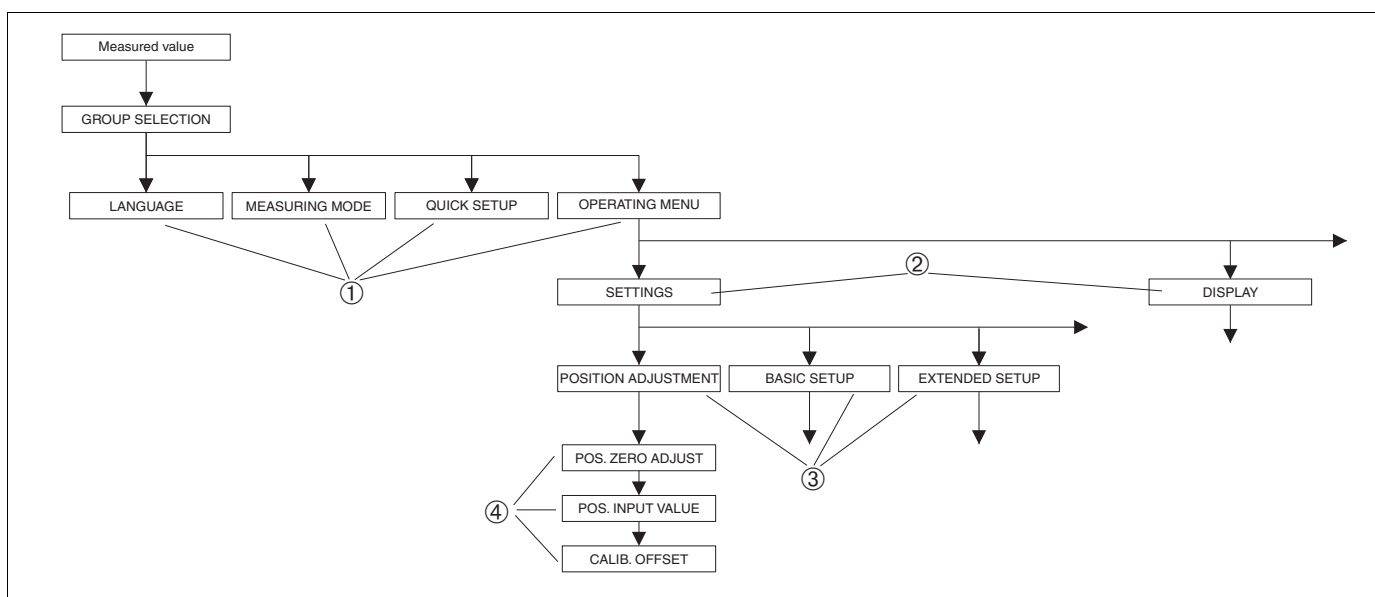 Measured value
GROUP SELECTION
LANGUAGE
MEASURING MODE
QUICK SETUP
OPERATING MENU
①
②
SETTINGS
DISPLAY
POSITION ADJUSTMENT
BASIC SETUP
EXTENDED SETUP
③
④
POS. ZERO ADJUST
POS. INPUT VALUE
CALIB. OFFSET